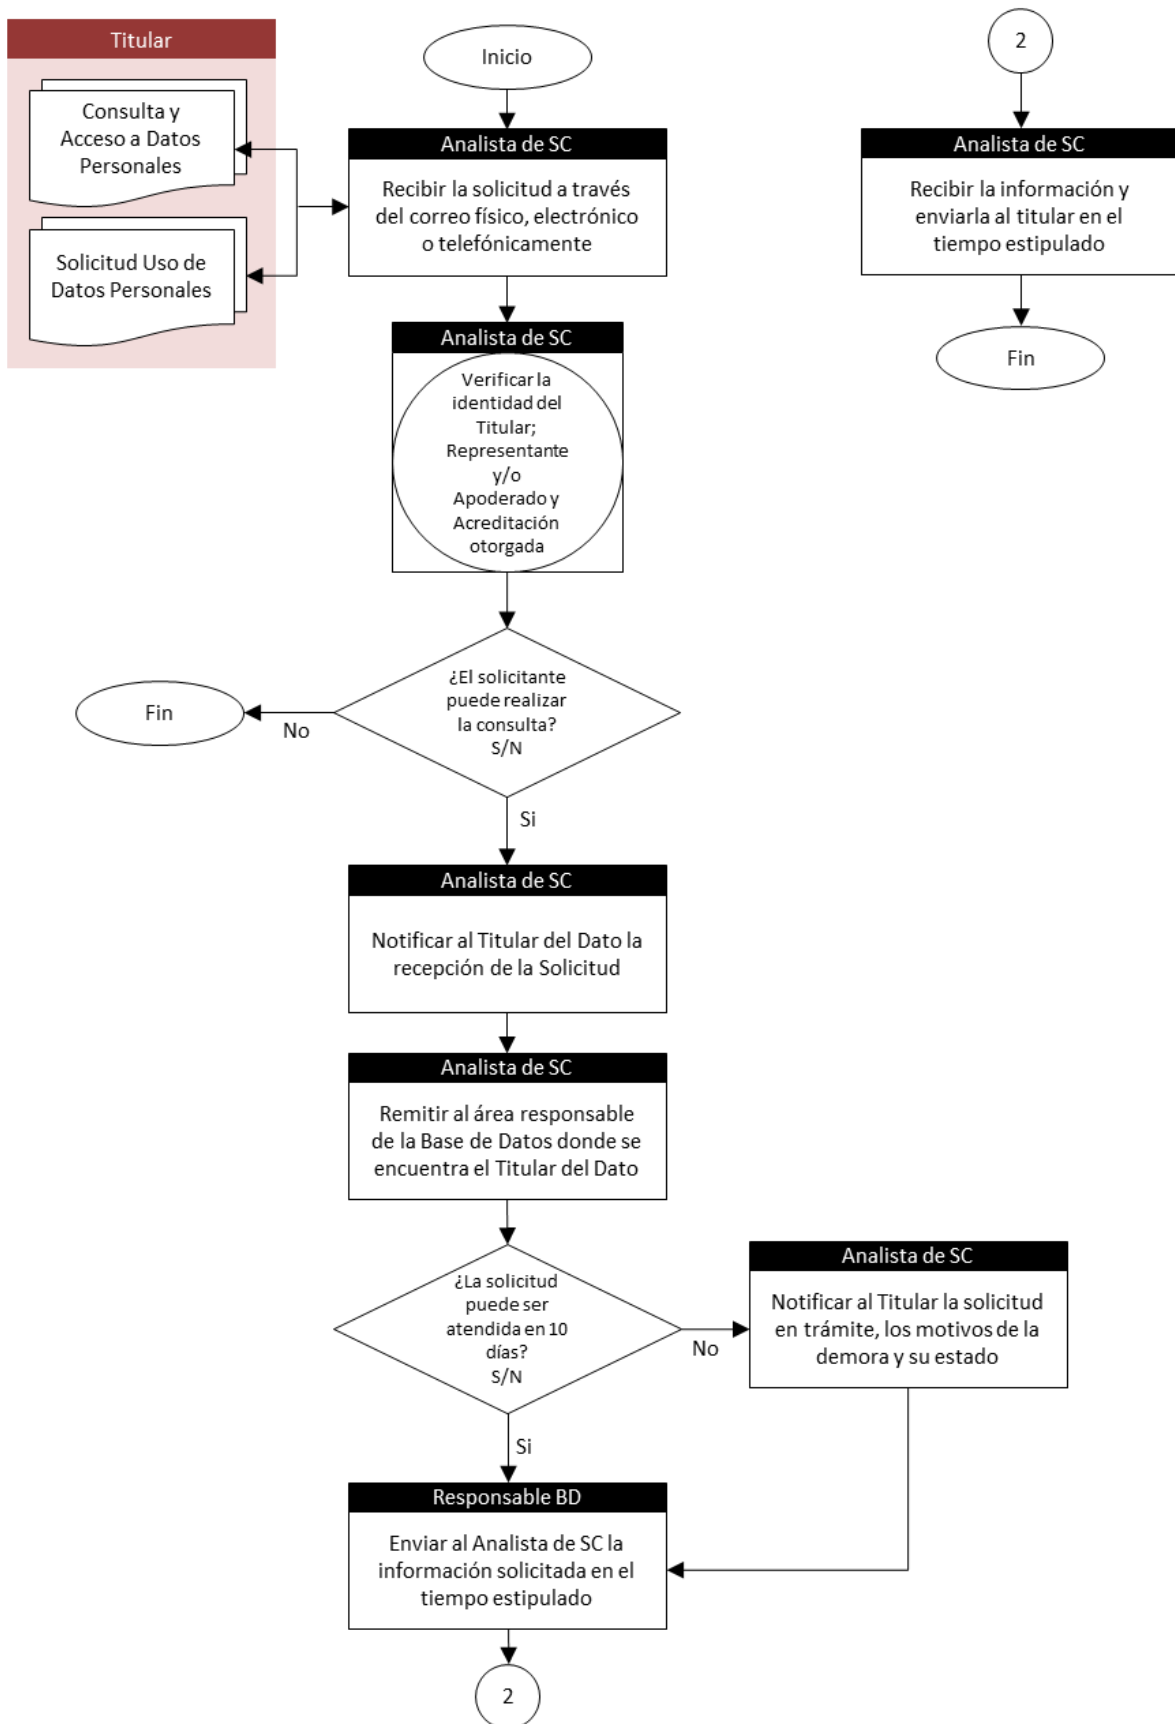 Titular
Consulta y
Acceso a Datos
Personales
Solicitud Uso de
Datos Personales
Inicio
Analista de SC
Recibir la solicitud a través
del correo físico, electrónico
o telefónicamente
Analista de SC
Verificar la
identidad del
Titular;
Representante
y/o
Apoderado y
Acreditación
otorgada
¿El solicitante
puede realizar
la consulta?
S/N
No
Fin
Si
Analista de SC
Notificar al Titular del Dato la
recepción de la Solicitud
Analista de SC
Remitir al área responsable
de la Base de Datos donde se
encuentra el Titular del Dato
¿La solicitud
puede ser
atendida en 10
días?
S/N
No
Analista de SC
Notificar al Titular la solicitud
en trámite, los motivos de la
demora y su estado
Si
Responsable BD
Enviar al Analista de SC la
información solicitada en el
tiempo estipulado
2
2
Analista de SC
Recibir la información y
enviarla al titular en el
tiempo estipulado
Fin